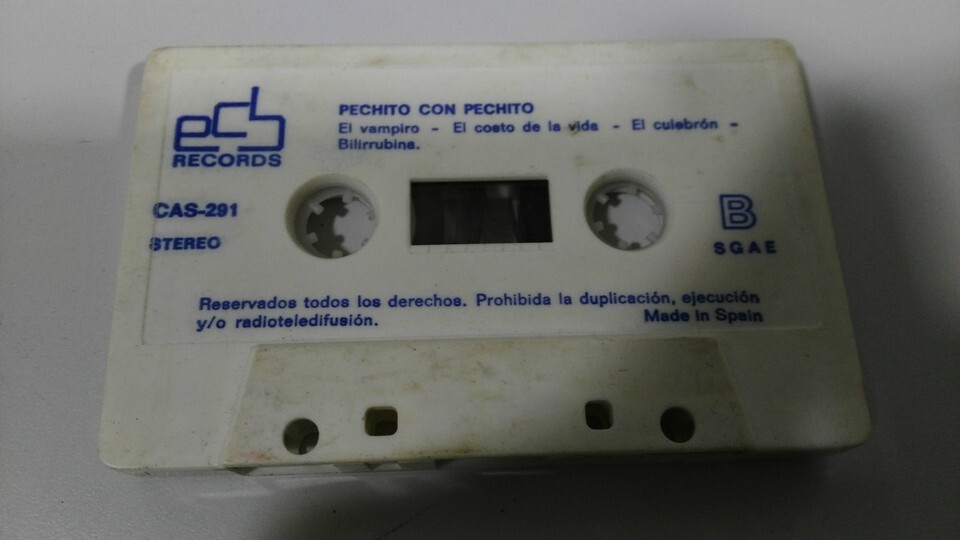 ecb
RECORDS
PECHITO CON PECHITO
El vampiro - El costo de la vida - El culebrón -
Bilirrubina.
CAS-291
STEREO
B
SGAE
Reservados todos los derechos. Prohibida la duplicación, ejecución
y/o radioteledifusión.
Made in Spain